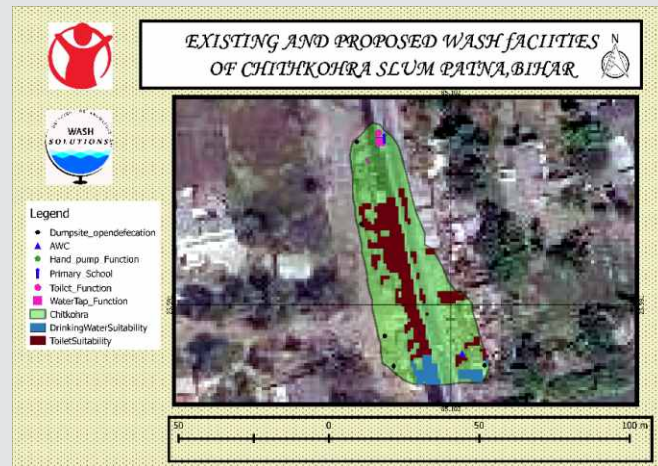 EXISTING AND PROPOSED WASH fACIITIES
OF CHITHKOHRA SLUM PATNA,BIHAR
N
WASH
SOLUTIONS
Legend
Dumpsite_opendefecation
AWC
Hand_pump_Function
Primary_School
Toilct_Function
WaterTap_Function
Chitkohra
DrinkingWaterSuitability
ToiletSuitability
50 0 50 100 m